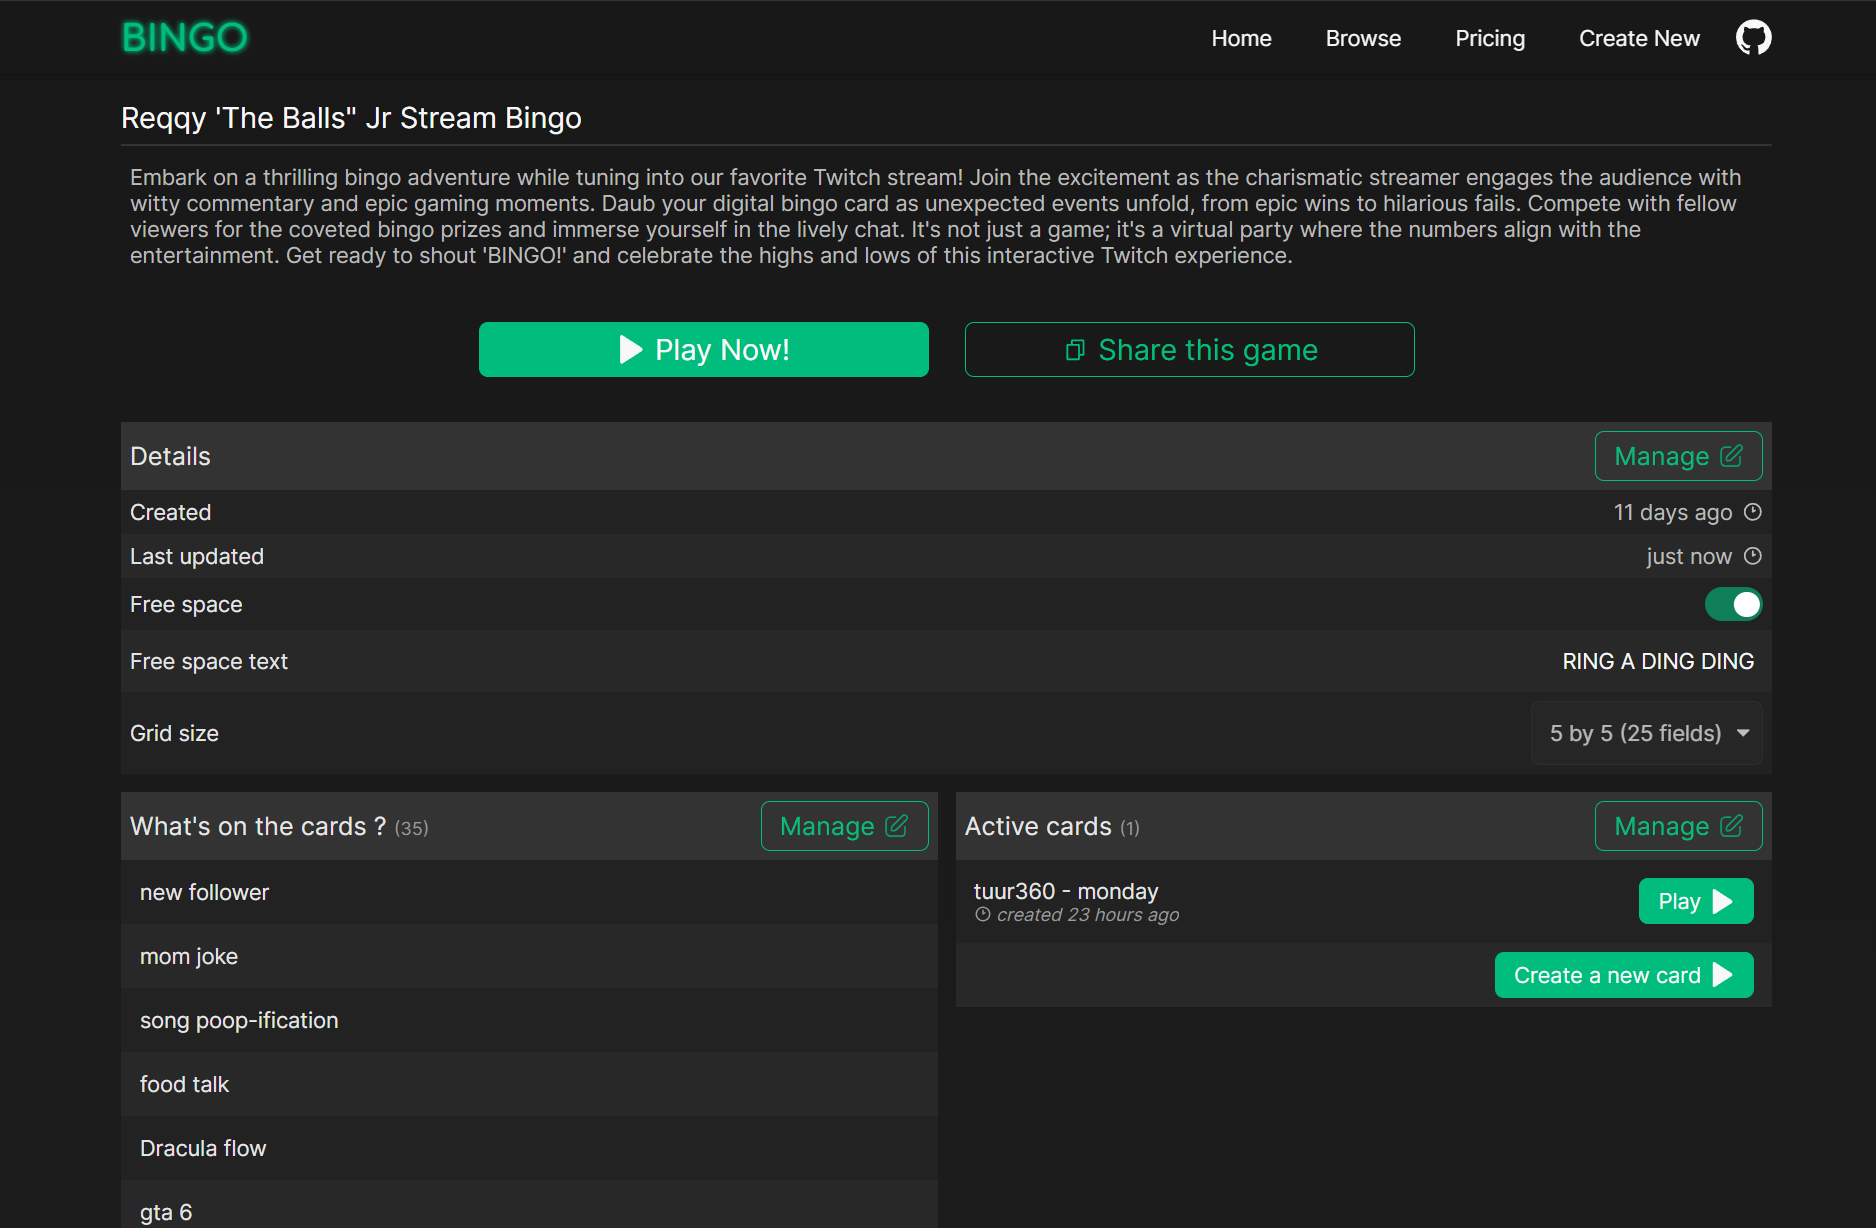 BINGO
Home
Browse
Pricing
Create New
Reqqy 'The Balls" Jr Stream Bingo
Embark on a thrilling bingo adventure while tuning into our favorite Twitch stream! Join the excitement as the charismatic streamer engages the audience with
witty commentary and epic gaming moments. Daub your digital bingo card as unexpected events unfold, from epic wins to hilarious fails. Compete with fellow
viewers for the coveted bingo prizes and immerse yourself in the lively chat. It's not just a game; it's a virtual party where the numbers align with the
entertainment. Get ready to shout 'BINGO!' and celebrate the highs and lows of this interactive Twitch experience.
Play Now!
Share this game
Details
Manage
Created
11 days ago
Last updated
just now
Free space
Free space text
RING A DING DING
Grid size
5 by 5 (25 fields)
What's on the cards ? (35)
Manage
new follower
mom joke
song poop-ification
food talk
Dracula flow
gta 6
Active cards (1)
Manage
tuur360 - monday
created 23 hours ago
Play
Create a new card